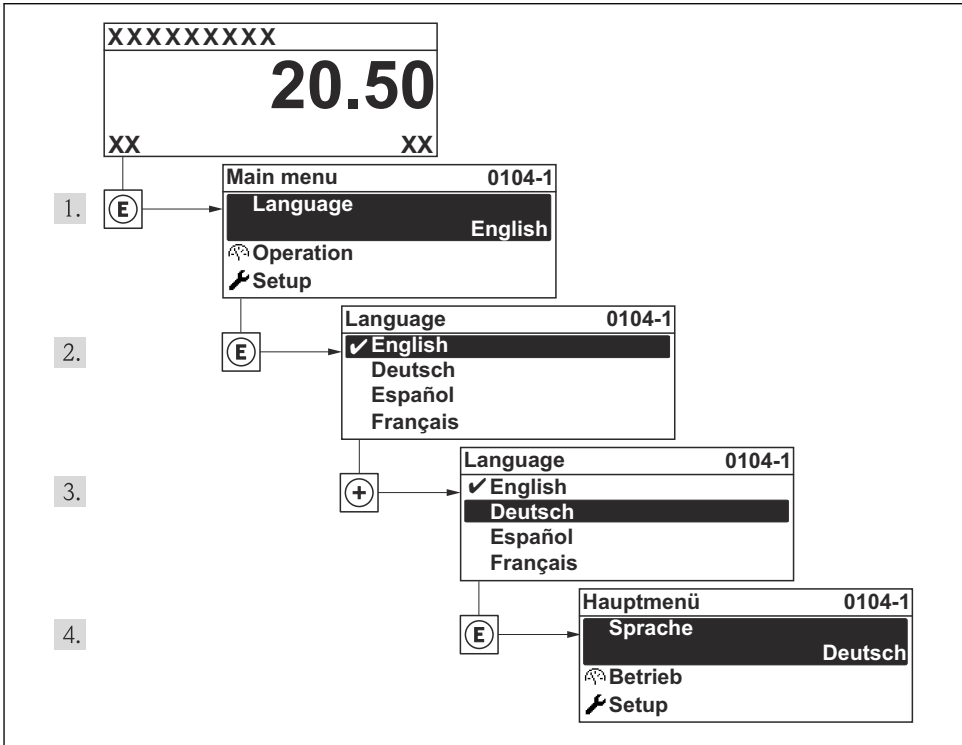 XXXXXXXXX
20.50
XX XX
1. E
Main menu 0104-1
Language
English
Operation
Setup
2. E
Language 0104-1
✔ English
Deutsch
Español
Français
3. +
Language 0104-1
✔ English
Deutsch
Español
Français
4. E
Hauptmenü 0104-1
Sprache
Deutsch
Betrieb
Setup